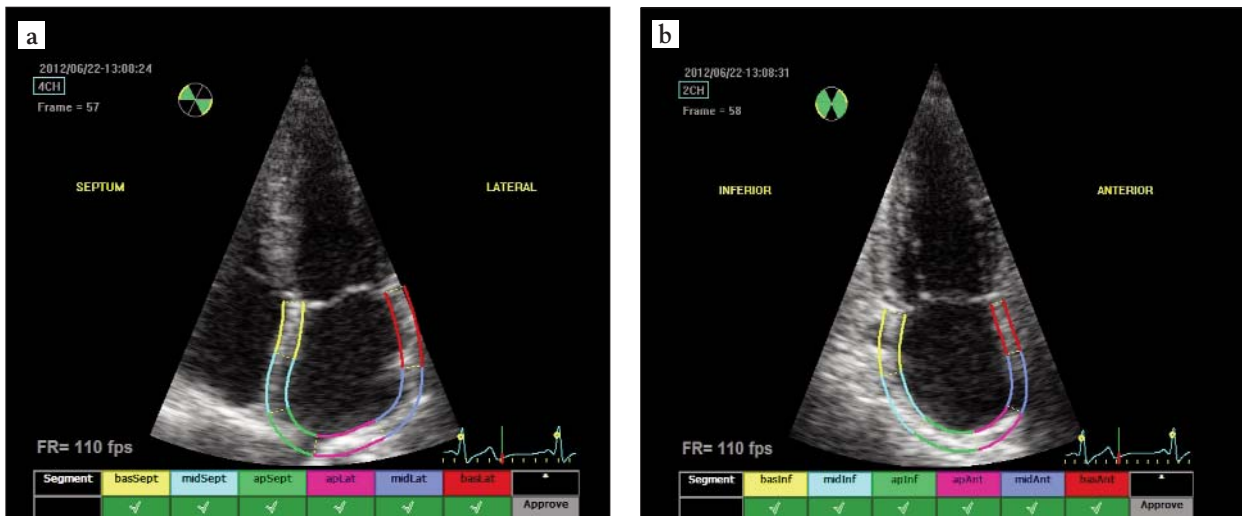 a
2012/06/22-13:08:24
4CH
Frame = 57
SEPTUM
LATERAL
FR= 110 fps
Segment basSept midSept apSept apLat midLat basLat
Approve
b
2012/06/22-13:08:31
2CH
Frame = 58
INFERIOR
ANTERIOR
FR= 110 fps
Segment basInf midInf apInf apAnt midAnt basAnt
Approve